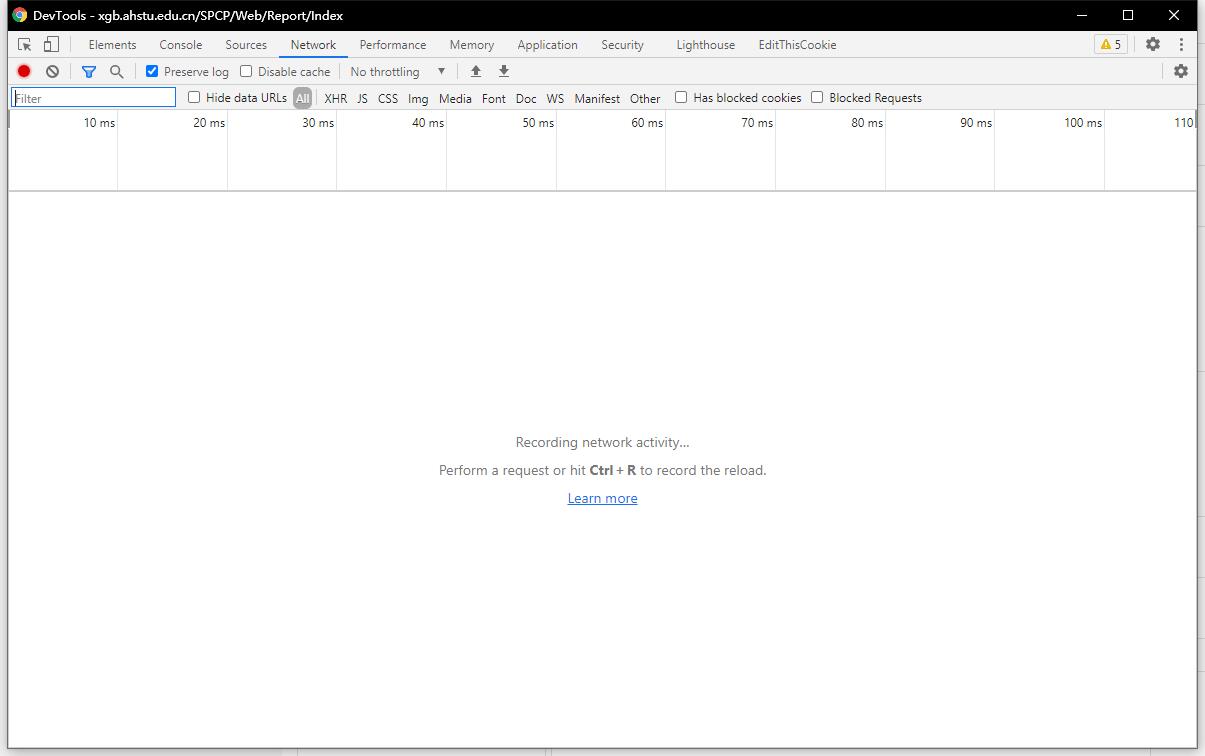 DevTools - xgb.ahstu.edu.cn/SPCP/Web/Report/Index
Elements Console Sources Network Performance Memory Application Security Lighthouse EditThisCookie 5
Preserve log Disable cache No throttling
Filter Hide data URLs All XHR JS CSS Img Media Font Doc WS Manifest Other Has blocked cookies Blocked Requests
10 ms 20 ms 30 ms 40 ms 50 ms 60 ms 70 ms 80 ms 90 ms 100 ms 110
Recording network activity...
Perform a request or hit Ctrl + R to record the reload.
Learn more